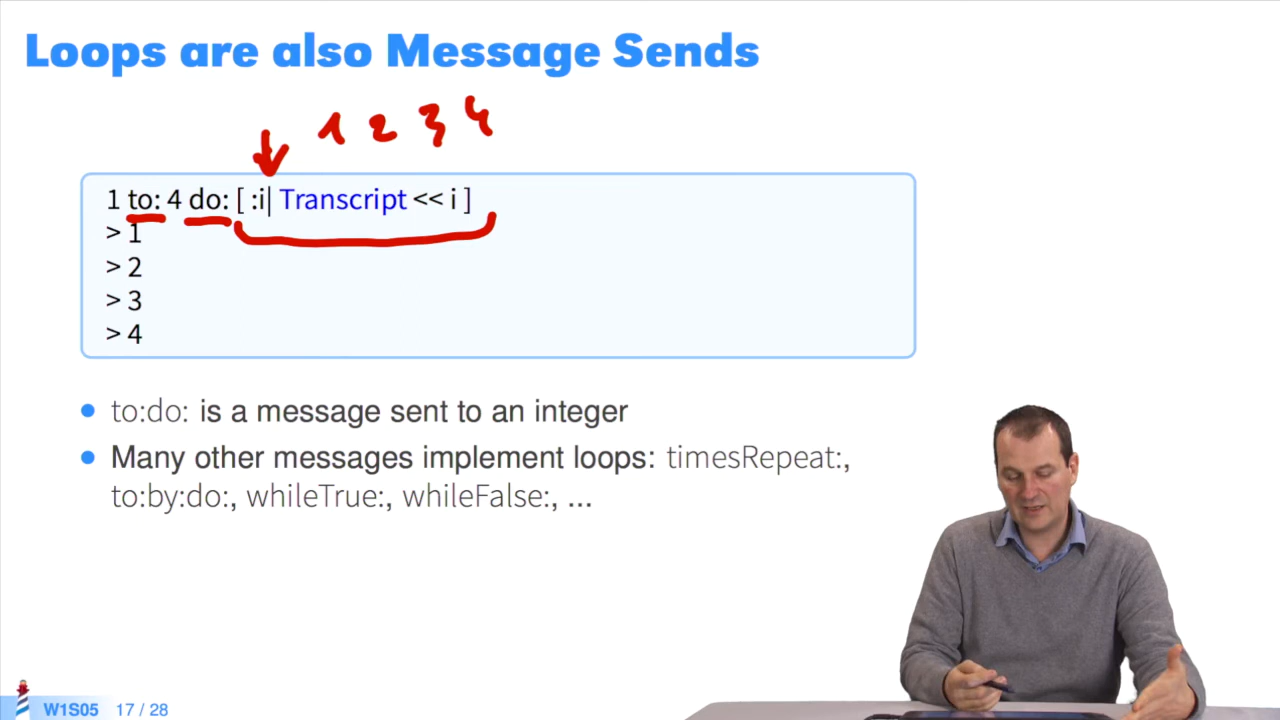 Loops are also Message Sends
1 2 3 4
1 to: 4 do: [ :i| Transcript << i ]
> 1
> 2
> 3
> 4
to:do: is a message sent to an integer
Many other messages implement loops: timesRepeat:,
to:by:do:, whileTrue:, whileFalse:, ...
W1S05 17 / 28